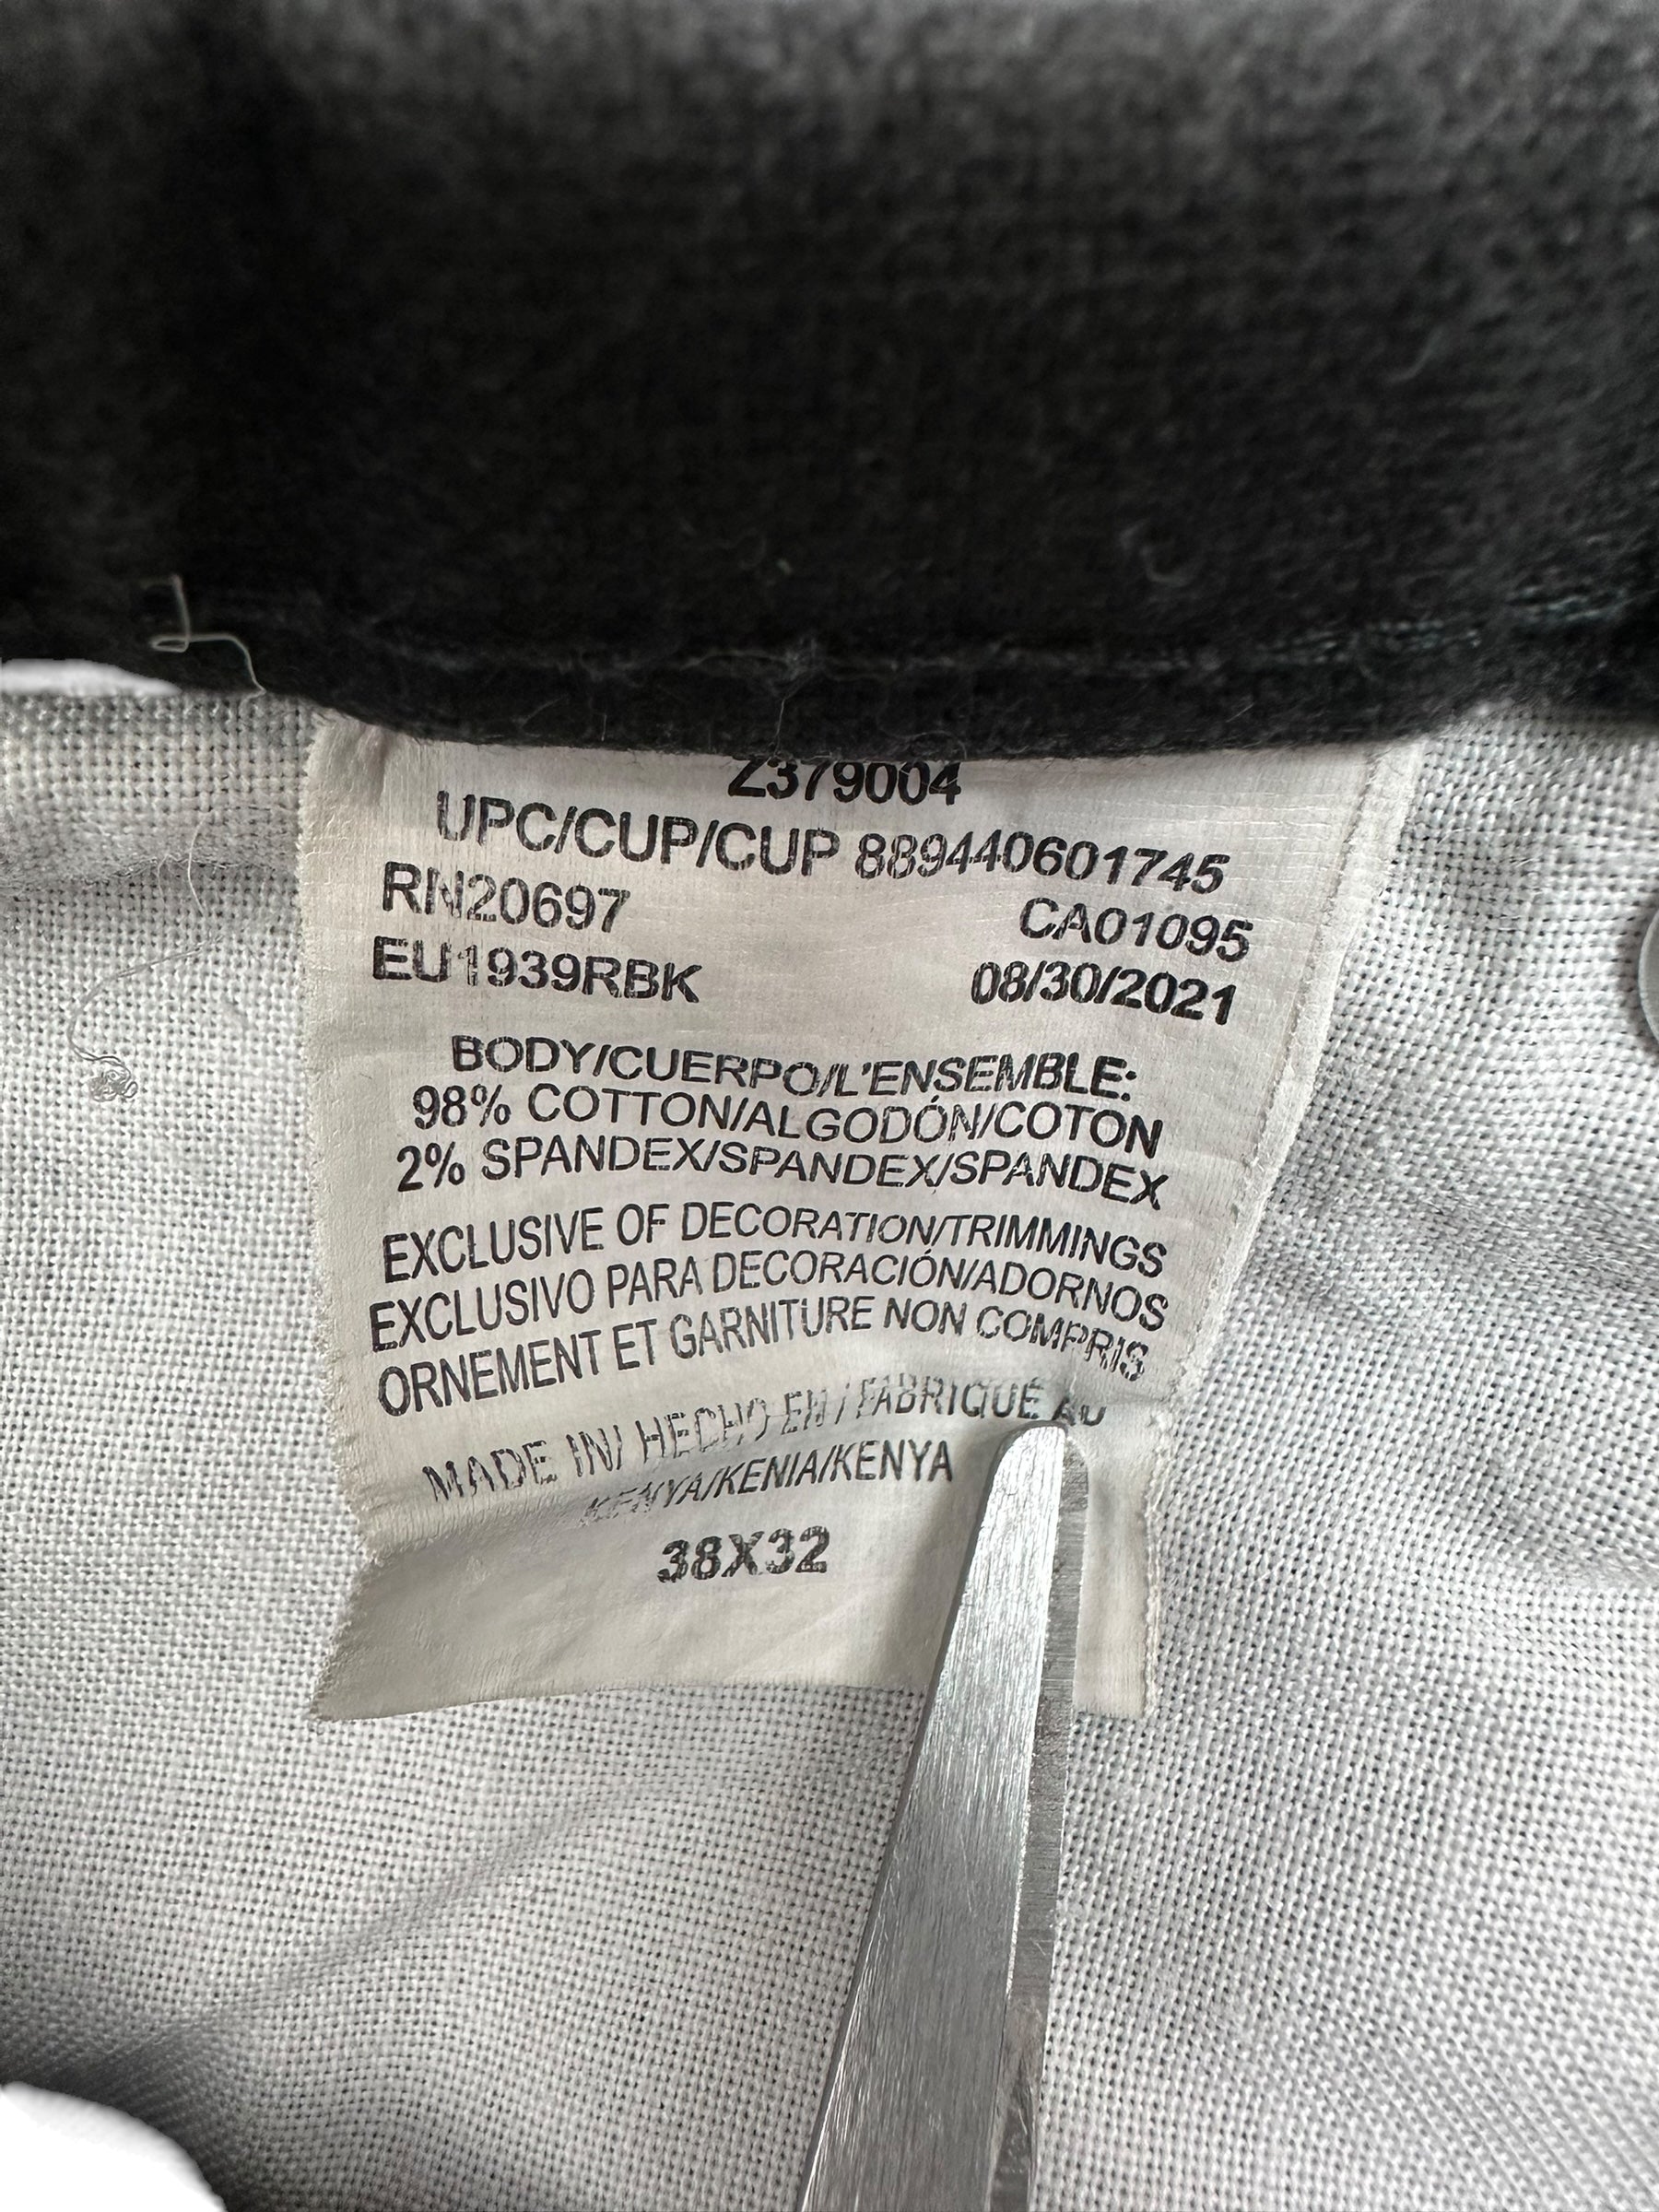 Z379004
UPC/CUP/CUP 889440601745
RN20697 CA01095
EU1939RBK 08/30/2021
BODY/CUERPO/L'ENSEMBLE:
98% COTTON/ALGODÓN/COTON
2% SPANDEX/SPANDEX/SPANDEX
EXCLUSIVE OF DECORATION/TRIMMINGS
EXCLUSIVO PARA DECORACIÓN/ADORNOS
ORNEMENT ET GARNITURE NON COMPRIS
MADE IN/ HECHO EN / FABRIQUÉ AU
KENYA/KENIA/KENYA
38X32